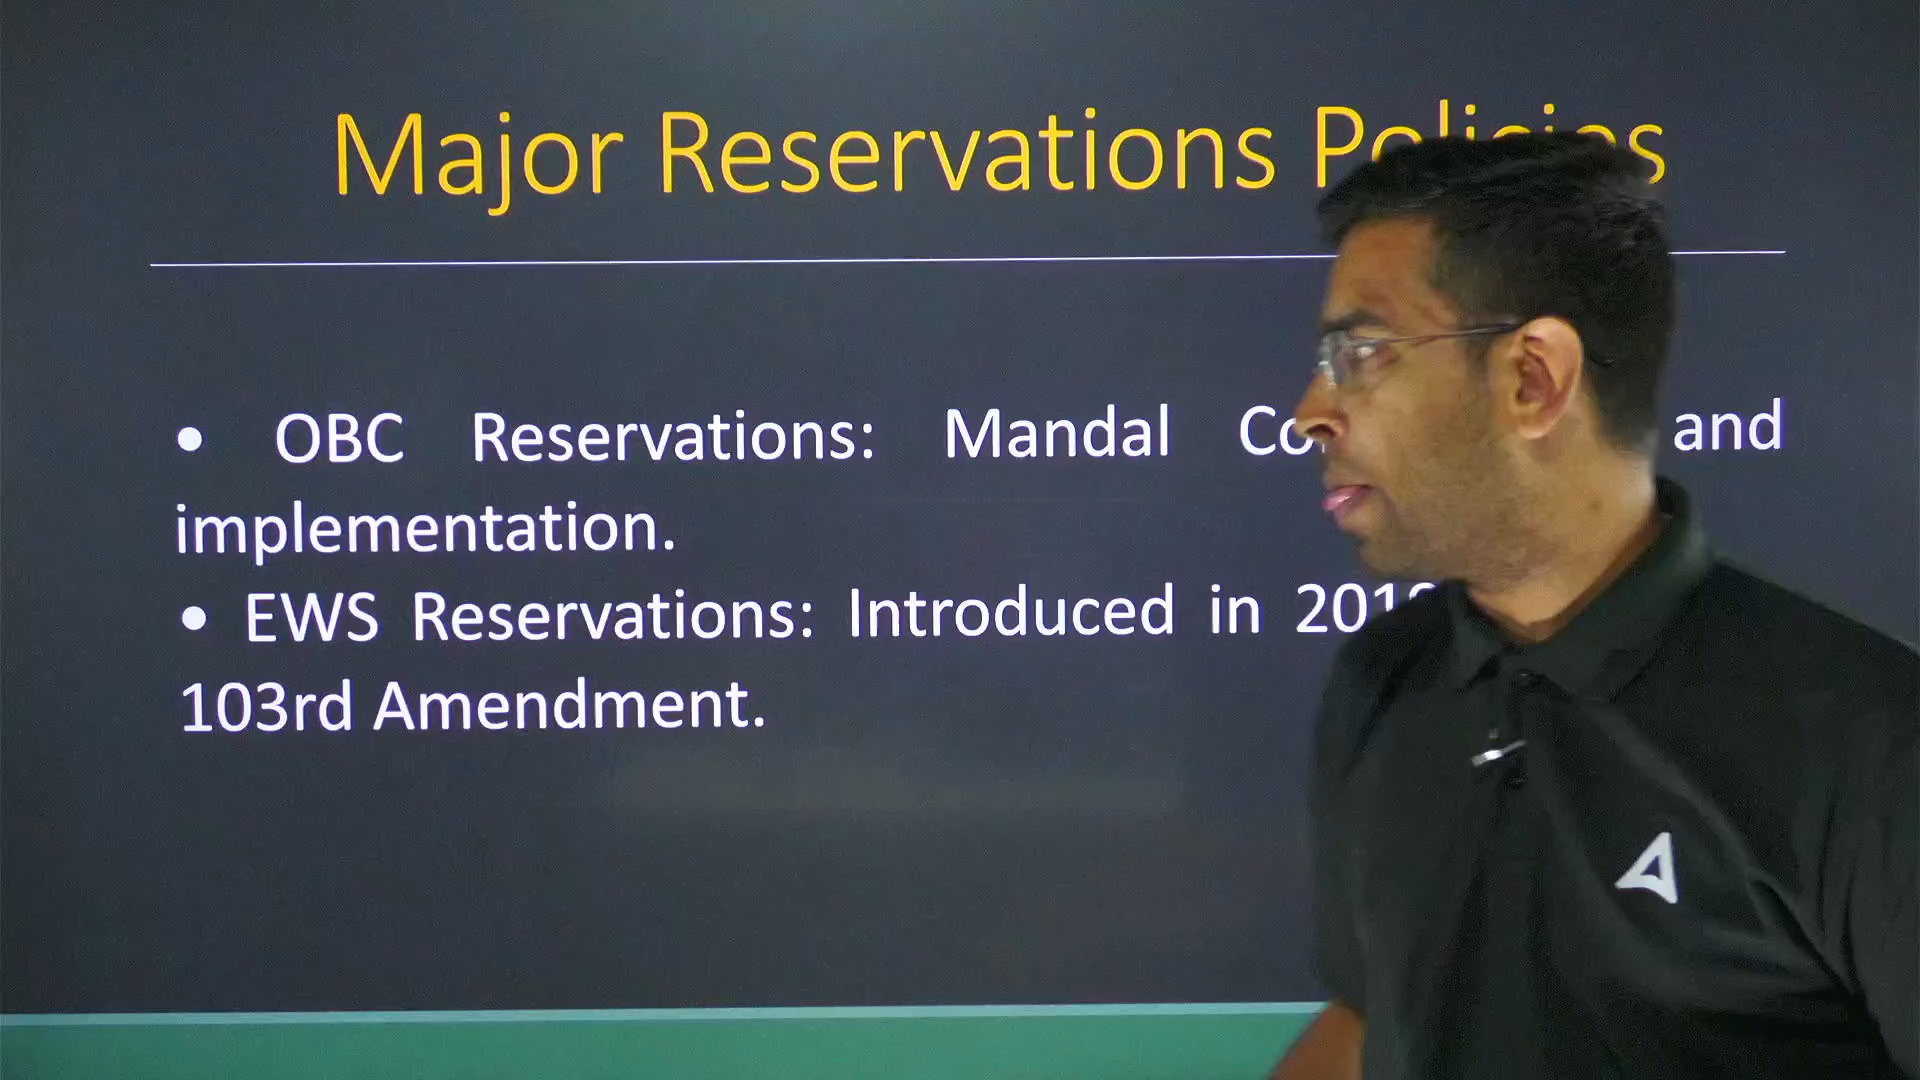 Major Reservations Policies
• OBC Reservations: Mandal Co and
implementation.
• EWS Reservations: Introduced in 201
103rd Amendment.